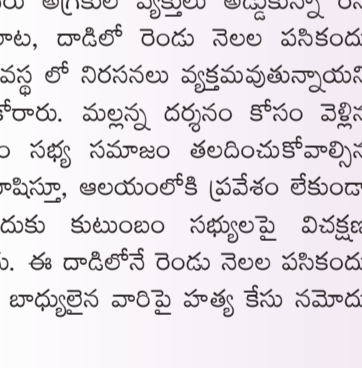 అగ్రకుల వ్యక్తులు అడ్డుకున్నా
దాడిలో రెండు నెలల పసికందు
వస్థ లో నిరసనలు వ్యక్తమవుతున్నాయని
కోరారు. మల్లన్న దర్శనం కోసం వెళ్లిన
సభ్య సమాజం తలదించుకోవాల్సిన
ఆలయంలోకి ప్రవేశం లేకుండా
కుటుంబం సభ్యులపై విచక్షణ
ఈ దాడిలోనే రెండు నెలల పసికందు
బాధ్యులైన వారిపై హత్య కేసు నమోదు